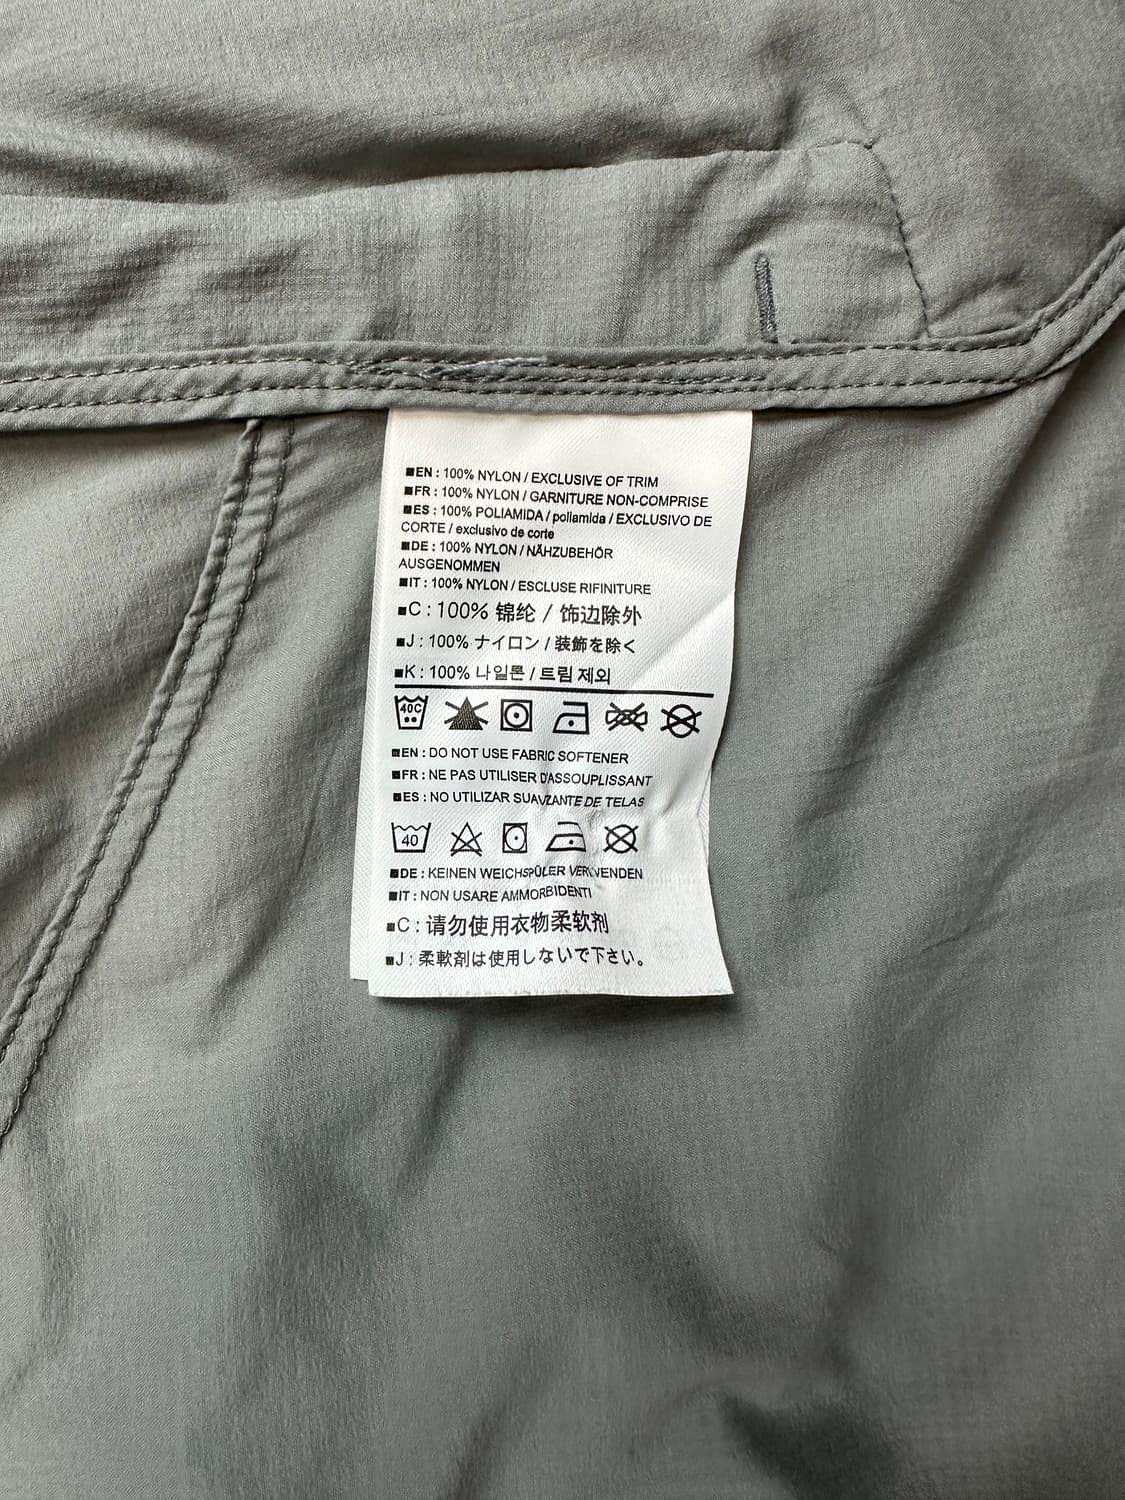 ■EN : 100% NYLON / EXCLUSIVE OF TRIM
■FR : 100% NYLON / GARNITURE NON-COMPRISE
■ES : 100% POLIAMIDA / poliamida / EXCLUSIVO DE
CORTE / exclusivo de corte
■DE : 100% NYLON / NÄHZUBEHÖR
AUSGENOMMEN
■IT : 100% NYLON / ESCLUSE RIFINITURE
■C : 100% 锦纶 / 饰边除外
■J : 100% ナイロン / 装飾を除く
■K : 100% 나일론 / 트림 제외
40C
■EN : DO NOT USE FABRIC SOFTENER
■FR : NE PAS UTILISER D'ASSOUPLISSANT
■ES : NO UTILIZAR SUAVZANTE DE TELAS
40
■DE : KEINEN WEICHSPÜLER VERWENDEN
■IT : NON USARE AMMORBIDENTI
■C : 请勿使用衣物柔软剂
■J : 柔軟剤は使用しないで下さい。